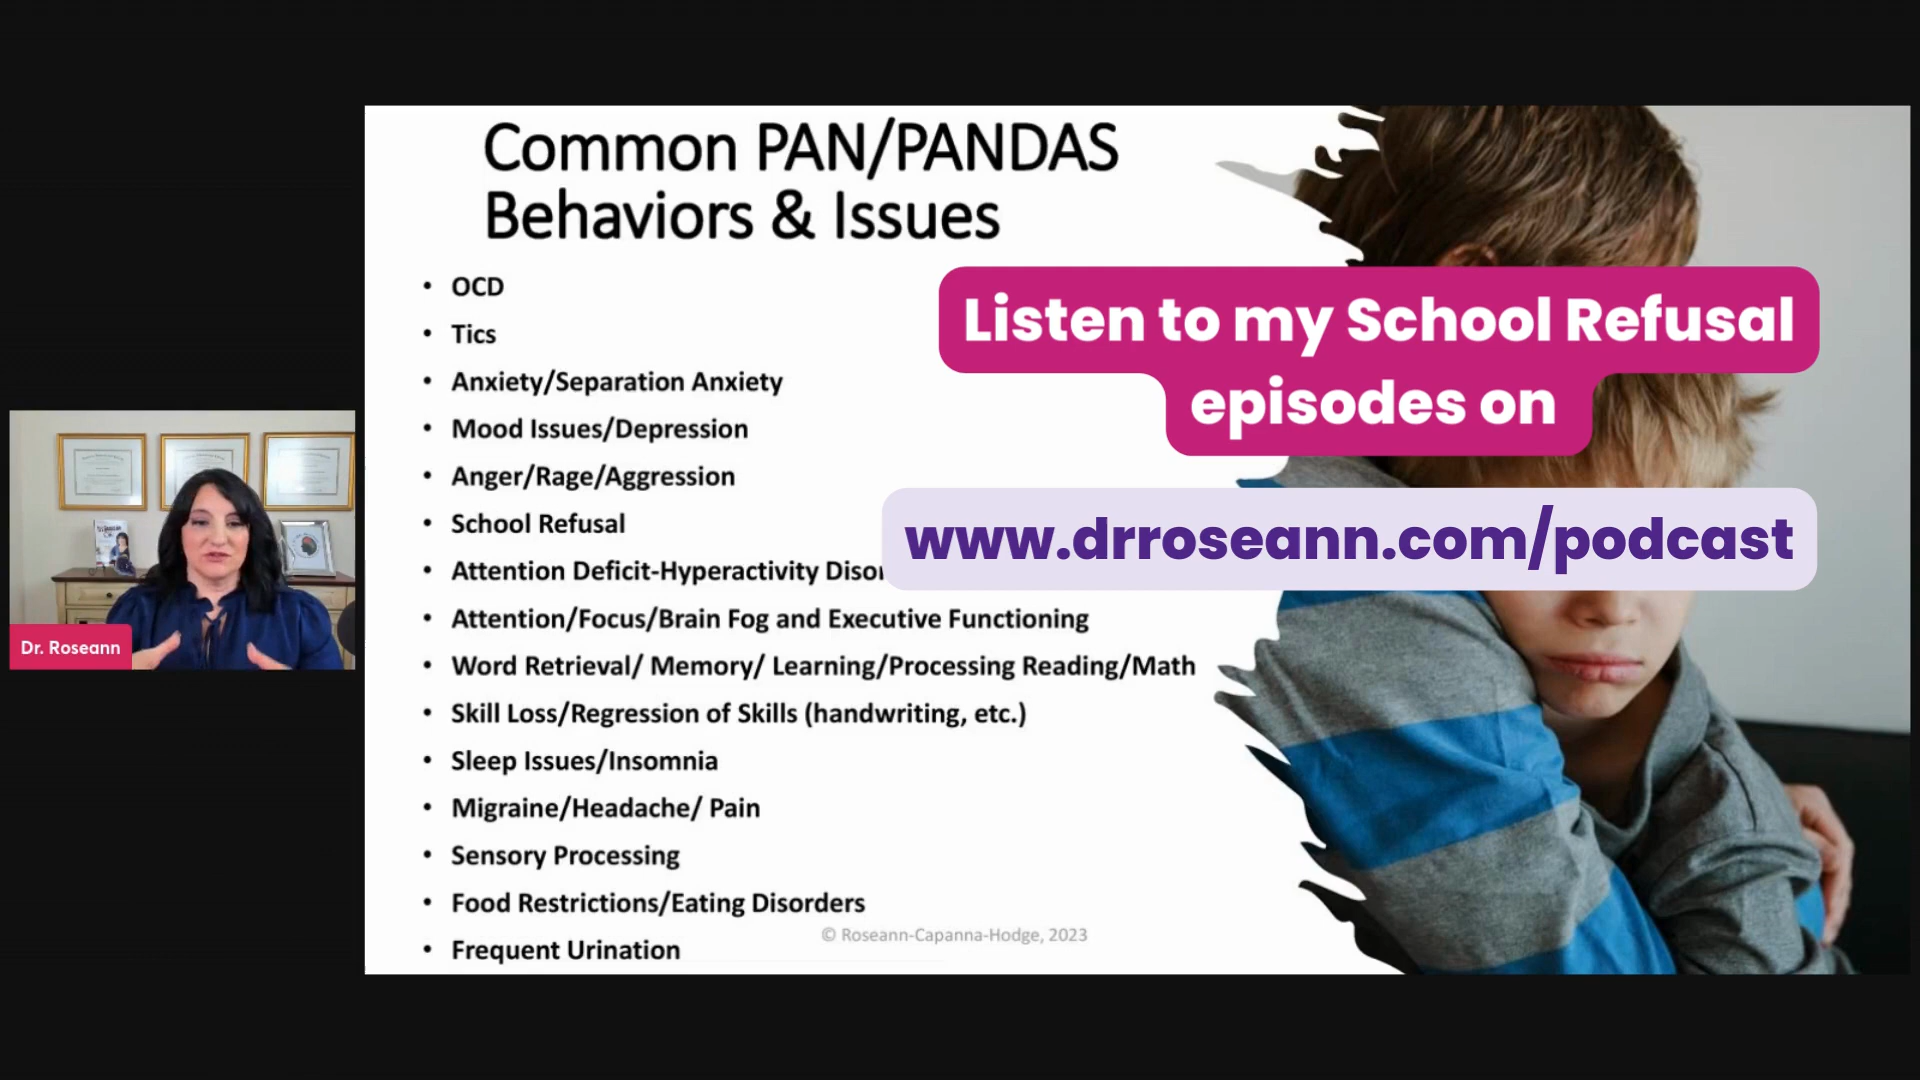 Common PAN/PANDAS
Behaviors & Issues
• OCD
• Tics
• Anxiety/Separation Anxiety
• Mood Issues/Depression
• Anger/Rage/Aggression
• School Refusal
• Attention Deficit-Hyperactivity
• Attention/Focus/Brain Fog and Executive Functioning
• Word Retrieval/ Memory/ Learning/Processing Reading/Math
• Skill Loss/Regression of Skills (handwriting, etc.)
• Sleep Issues/Insomnia
• Migraine/Headache/ Pain
• Sensory Processing
• Food Restrictions/Eating Disorders
• Frequent Urination
© Roseann-Capanna-Hodge, 2023
Listen to my School Refusal
episodes on
www.drroseann.com/podcast
Dr. Roseann